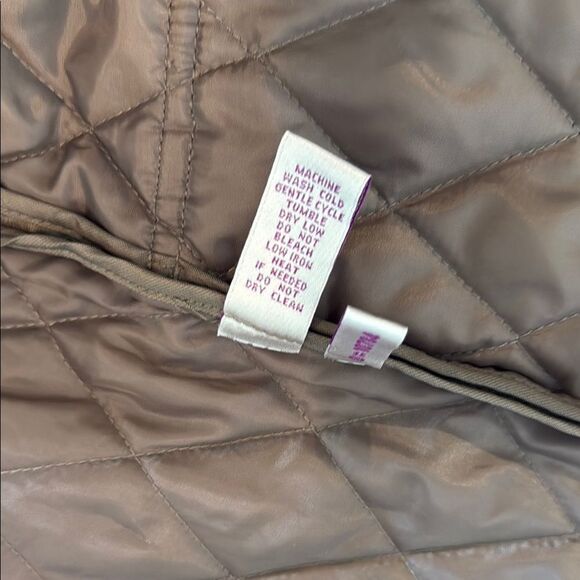 MACHINE
WASH COLD
GENTLE CYCLE
TUMBLE
DRY LOW
DO NOT
BLEACH
LOW IRON
HEAT
IF NEEDED
DO NOT
DRY CLEAN